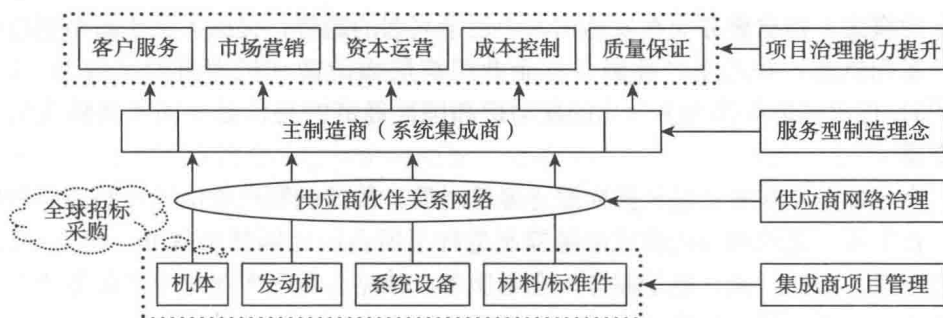 客户服务 市场营销 资本运营 成本控制 质量保证 项目治理能力提升
主制造商（系统集成商） 服务型制造理念
全球招标
采购
供应商伙伴关系网络 供应商网络治理
机体 发动机 系统设备 材料/标准件 集成商项目管理